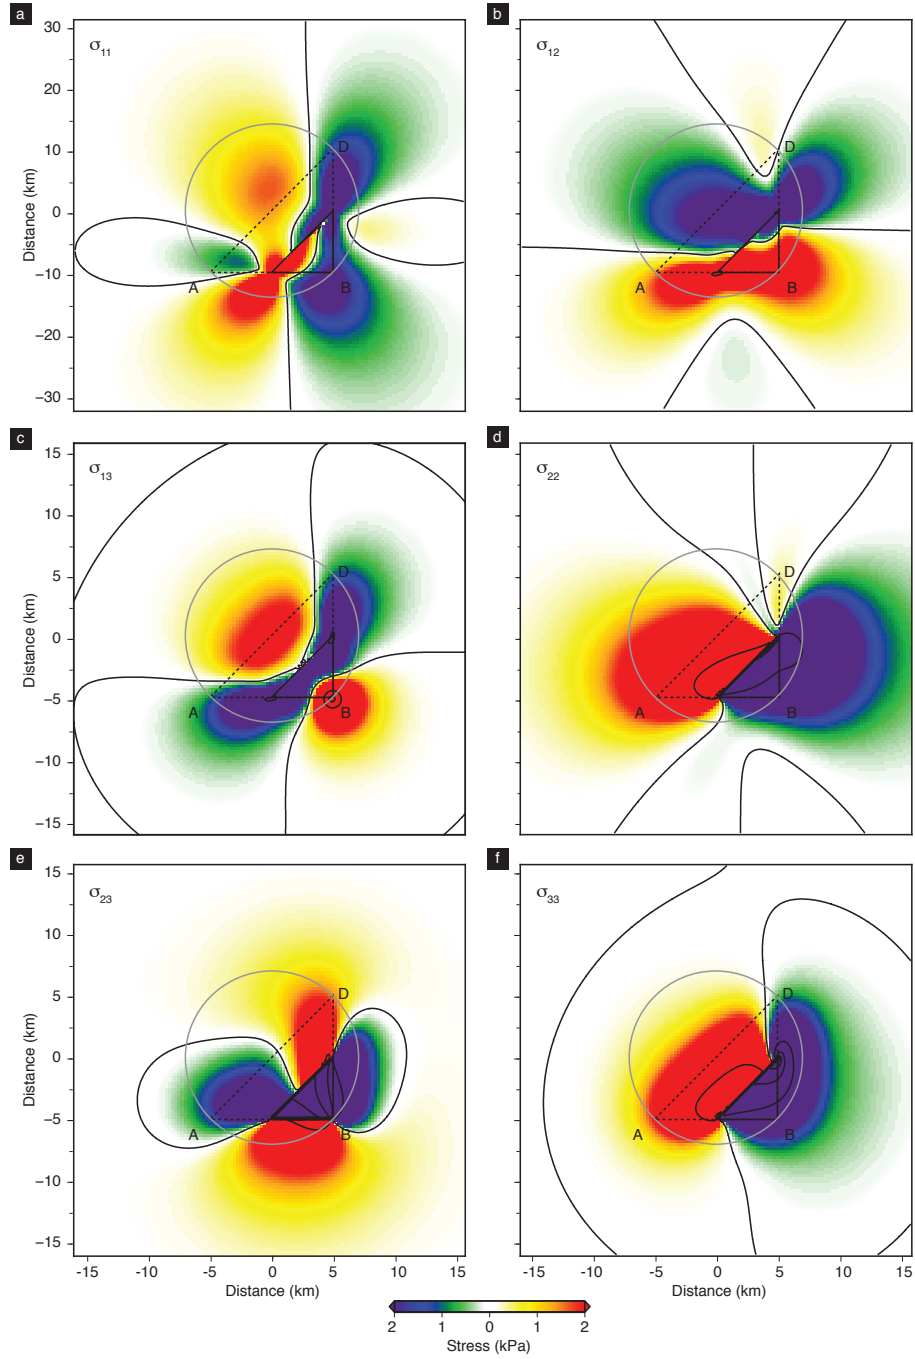 a
b
σ11
σ12
30
20
10
0
−10
−20
−30
Distance (km)
D
A
B
D
A
B
c
d
σ13
σ22
15
10
5
0
−5
−10
−15
Distance (km)
D
A
B
D
A
B
e
f
σ23
σ33
15
10
5
0
−5
−10
−15
Distance (km)
D
A
B
D
A
B
-15 -10 -5 0 5 10 15
-15 -10 -5 0 5 10 15
Distance (km)
Distance (km)
2 1 0 1 2
Stress (kPa)